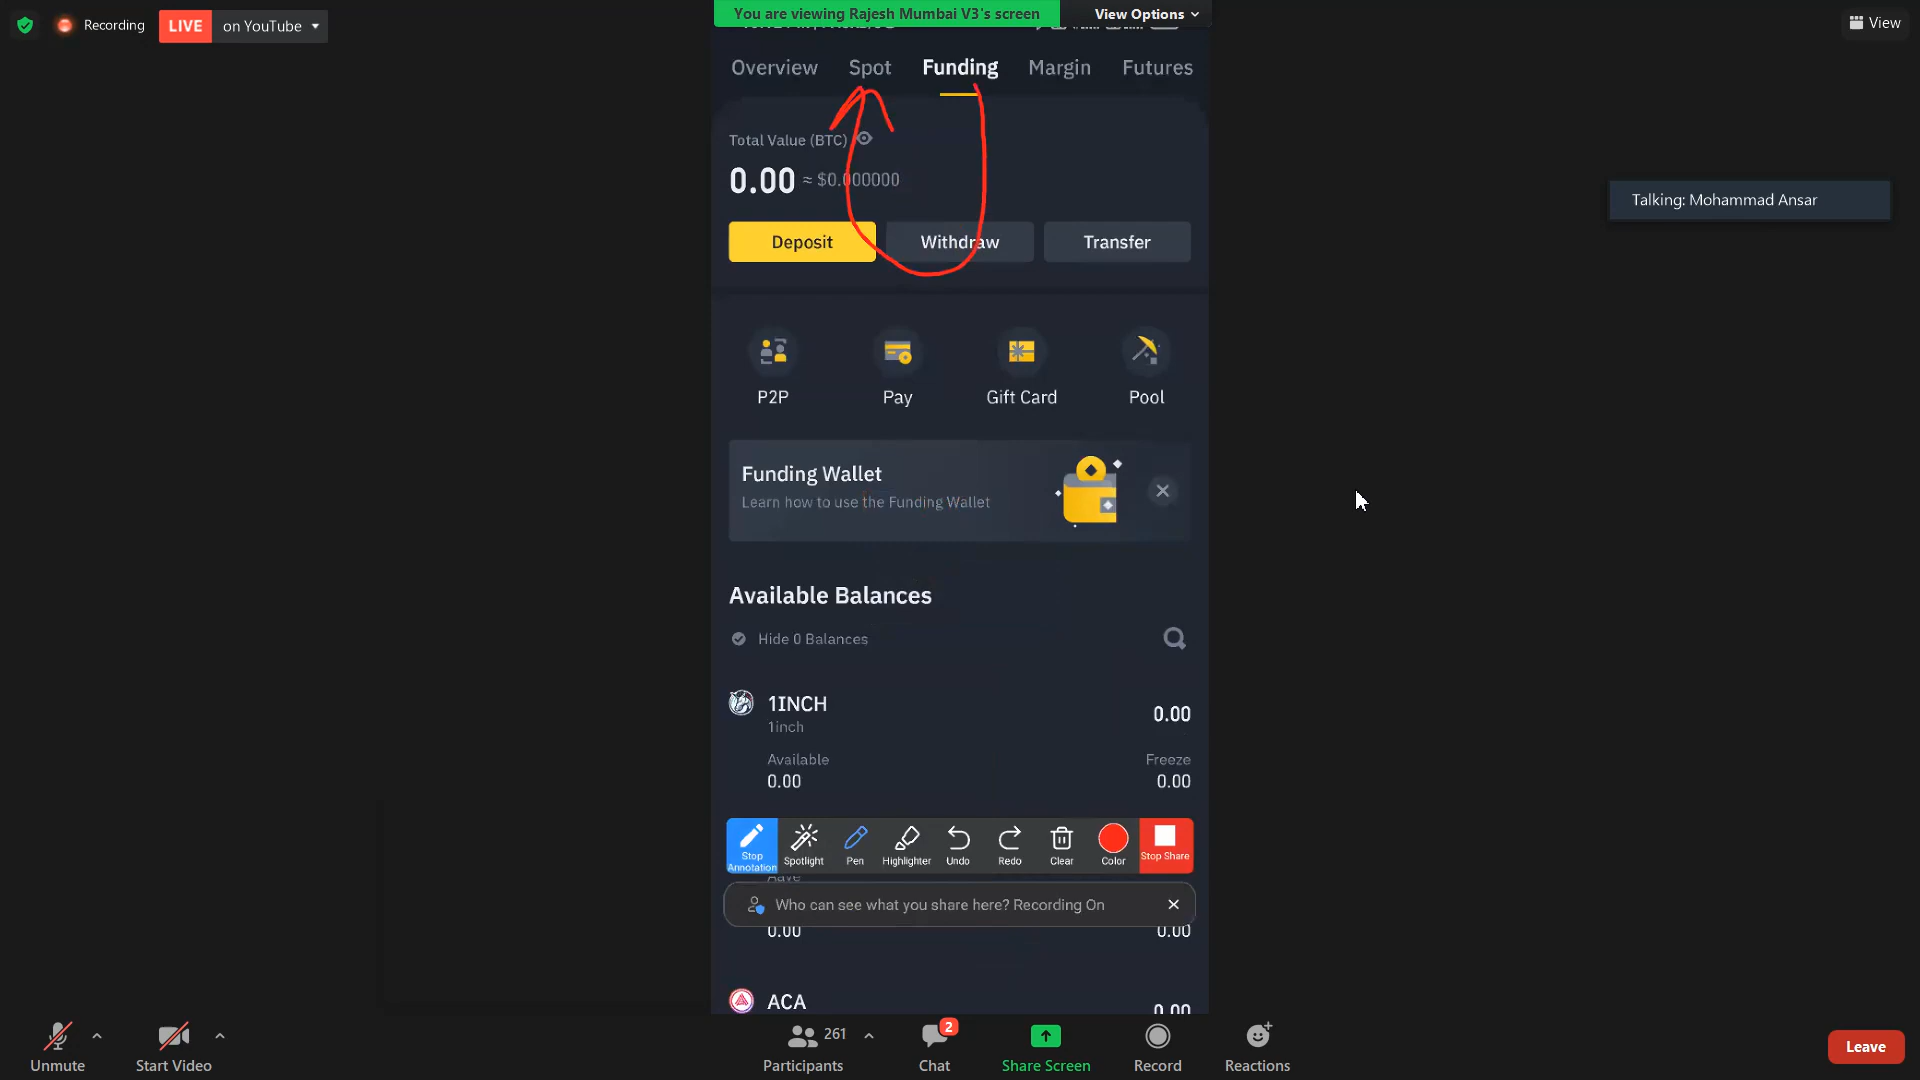 Recording
LIVE on YouTube
You are viewing Rajesh Mumbai V3's screen
View Options
View
Overview Spot Funding Margin Futures
Talking: Mohammad Ansar
Total Value (BTC)
0.00 ≈ $0.000000
Deposit Withdraw Transfer
P2P Pay Gift Card Pool
Funding Wallet
Learn how to use the Funding Wallet
Available Balances
Hide 0 Balances
1INCH
1inch
0.00
Available Freeze
0.00 0.00
Stop Annotation Spotlight Pen Highlighter Undo Redo Clear Color Stop Share
Aave
Who can see what you share here? Recording On
0.00 0.00
ACA 0.00
Unmute Start Video
261
Participants
2
Chat
Share Screen Record Reactions
Leave